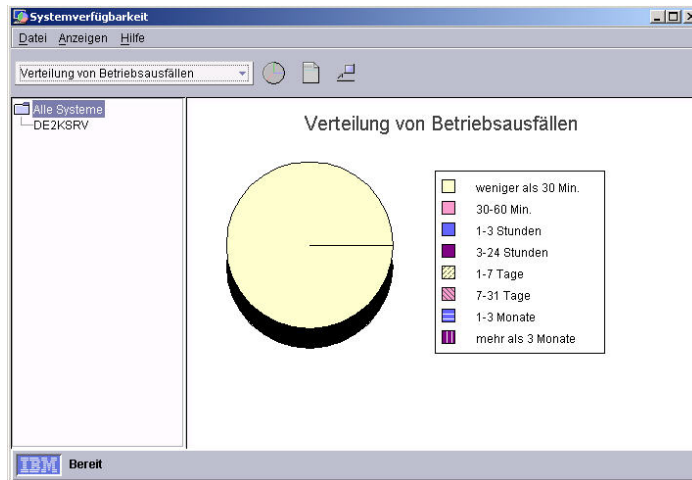 Systemverfügbarkeit
Datei Anzeigen Hilfe
Verteilung von Betriebsausfällen
Alle Systeme
DE2KSRV
Verteilung von Betriebsausfällen
weniger als 30 Min.
30-60 Min.
1-3 Stunden
3-24 Stunden
1-7 Tage
7-31 Tage
1-3 Monate
mehr als 3 Monate
IBM Bereit